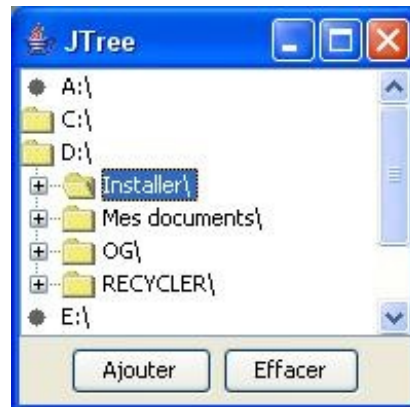 JTree
A:\
C:\
D:\
Installer\
Mes documents\
OG\
RECYCLER\
E:\
Ajouter Effacer